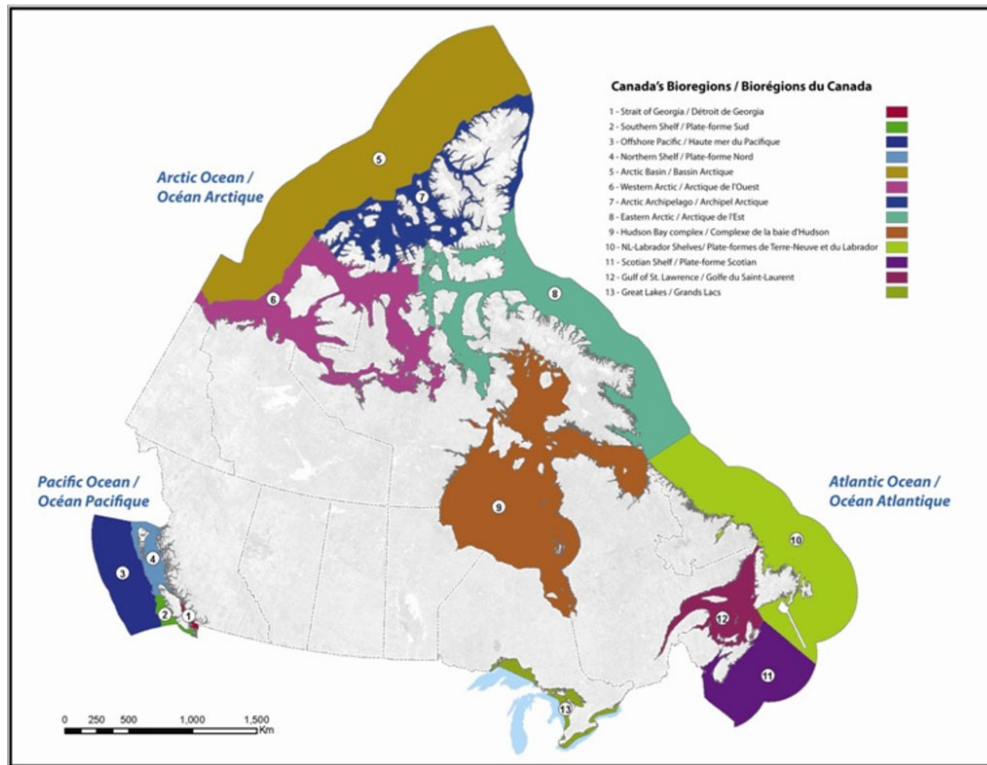 Canada's Bioregions / Biorégions du Canada
1 - Strait of Georgia / Détroit de Georgia
2 - Southern Shelf / Plate-forme Sud
3 - Offshore Pacific / Haute mer du Pacifique
4 - Northern Shelf / Plate-forme Nord
5 - Arctic Basin / Bassin Arctique
6 - Western Arctic / Arctique de l'Ouest
7 - Arctic Archipelago / Archipel Arctique
8 - Eastern Arctic / Arctique de l'Est
9 - Hudson Bay complex / Complexe de la baie d'Hudson
10 - NL-Labrador Shelves/ Plate-formes de Terre-Neuve et du Labrador
11 - Scotian Shelf / Plate-forme Scotian
12 - Gulf of St. Lawrence / Golfe du Saint-Laurent
13 - Great Lakes / Grands Lacs
Arctic Ocean /
Océan Arctique
5
7
6
8
Pacific Ocean /
Océan Pacifique
Atlantic Ocean /
Océan Atlantique
9
10
4
3
2
1
12
11
13
0 250 500 1,000 1,500
Km